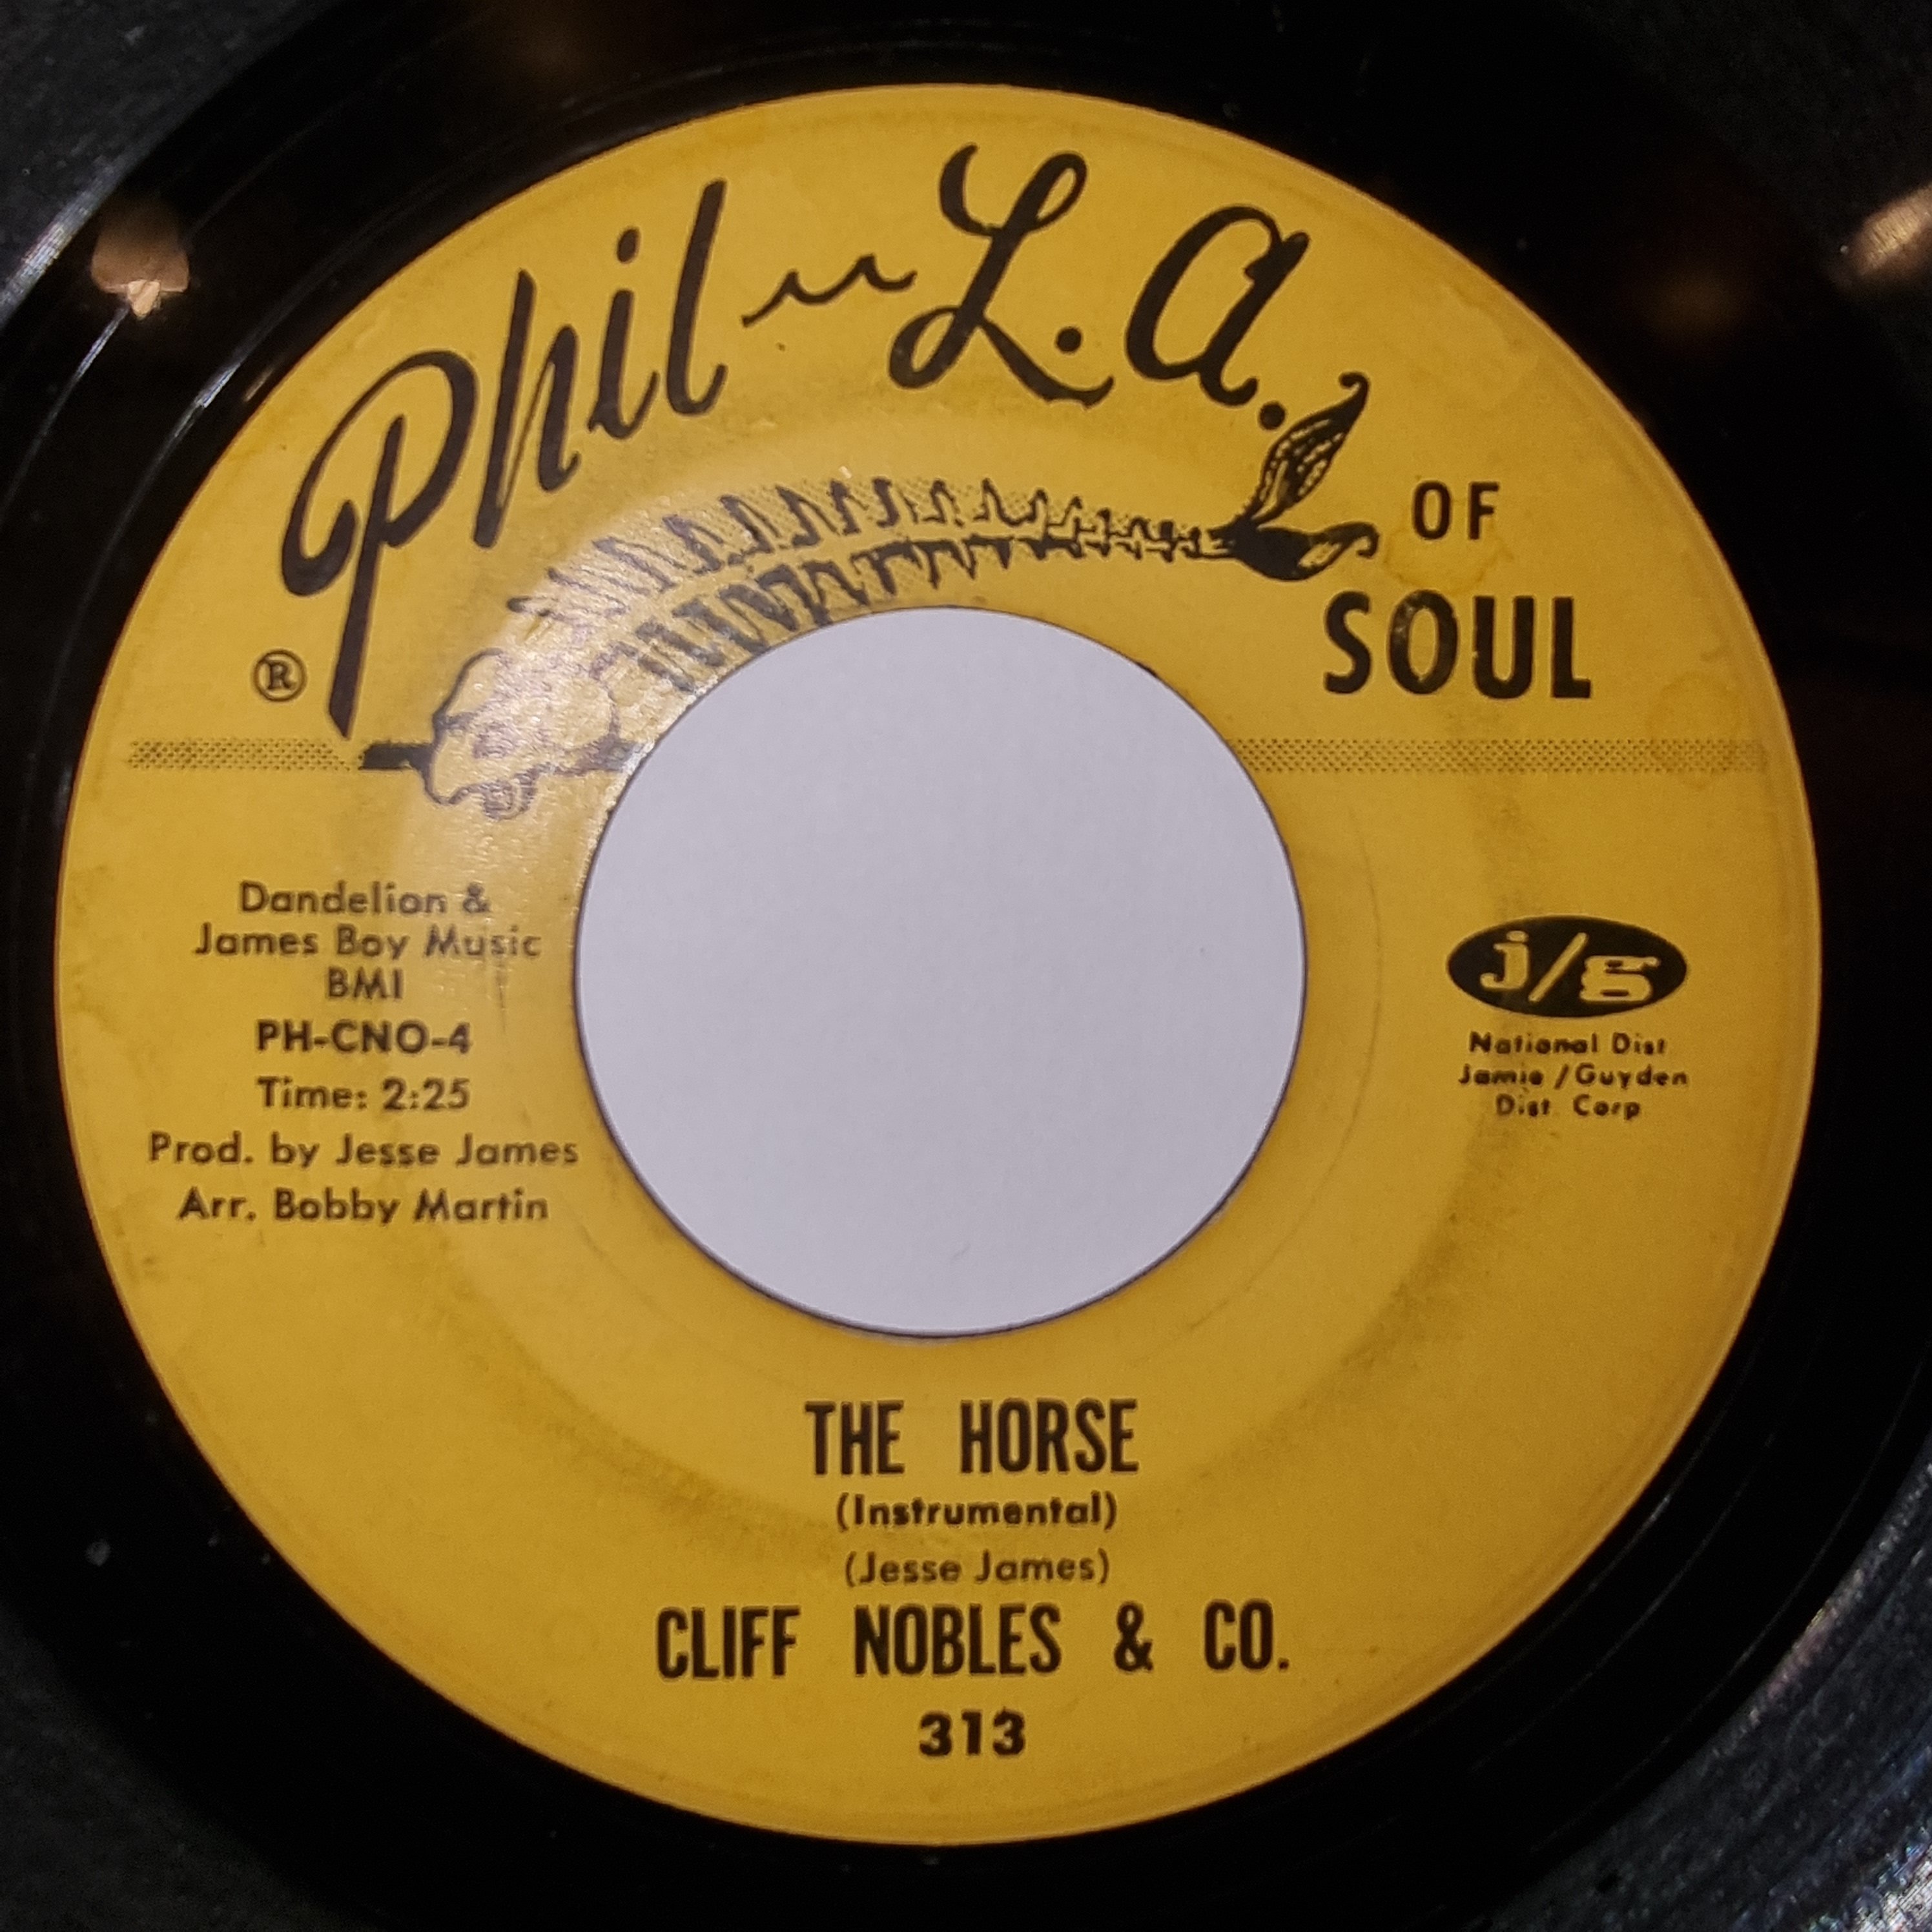 Phil-L.A.
OF
SOUL
®
Dandelion &
James Boy Music
BMI
PH-CNO-4
Time: 2:25
Prod. by Jesse James
Arr. Bobby Martin
j/g
National Dist
Jamie/Guyden
Dist. Corp
THE HORSE
(Instrumental)
(Jesse James)
CLIFF NOBLES & CO.
313